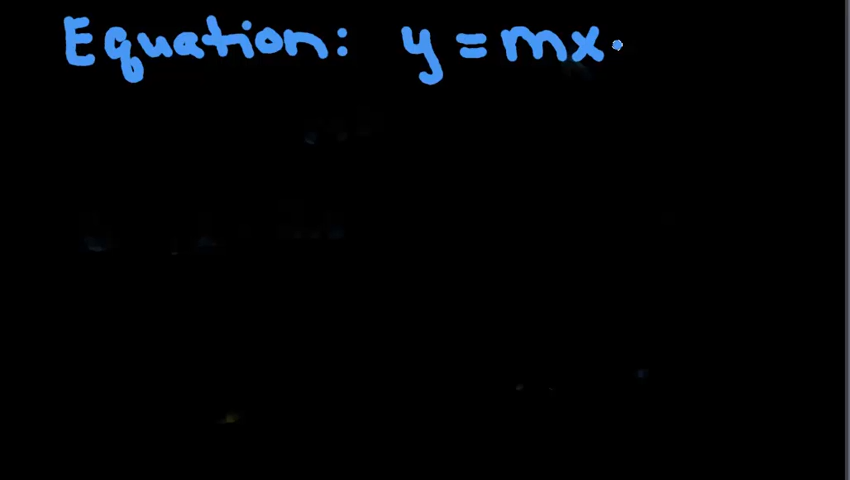 Equation: y = mx